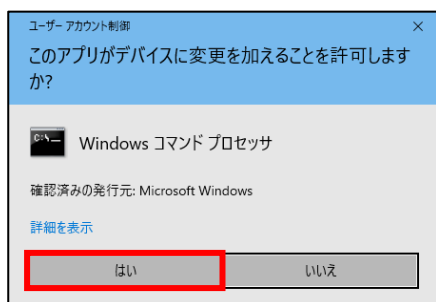 ユーザー アカウント制御
このアプリがデバイスに変更を加えることを許可します
か?
C:\_
Windows コマンド プロセッサ
確認済みの発行元: Microsoft Windows
詳細を表示
はい
いいえ